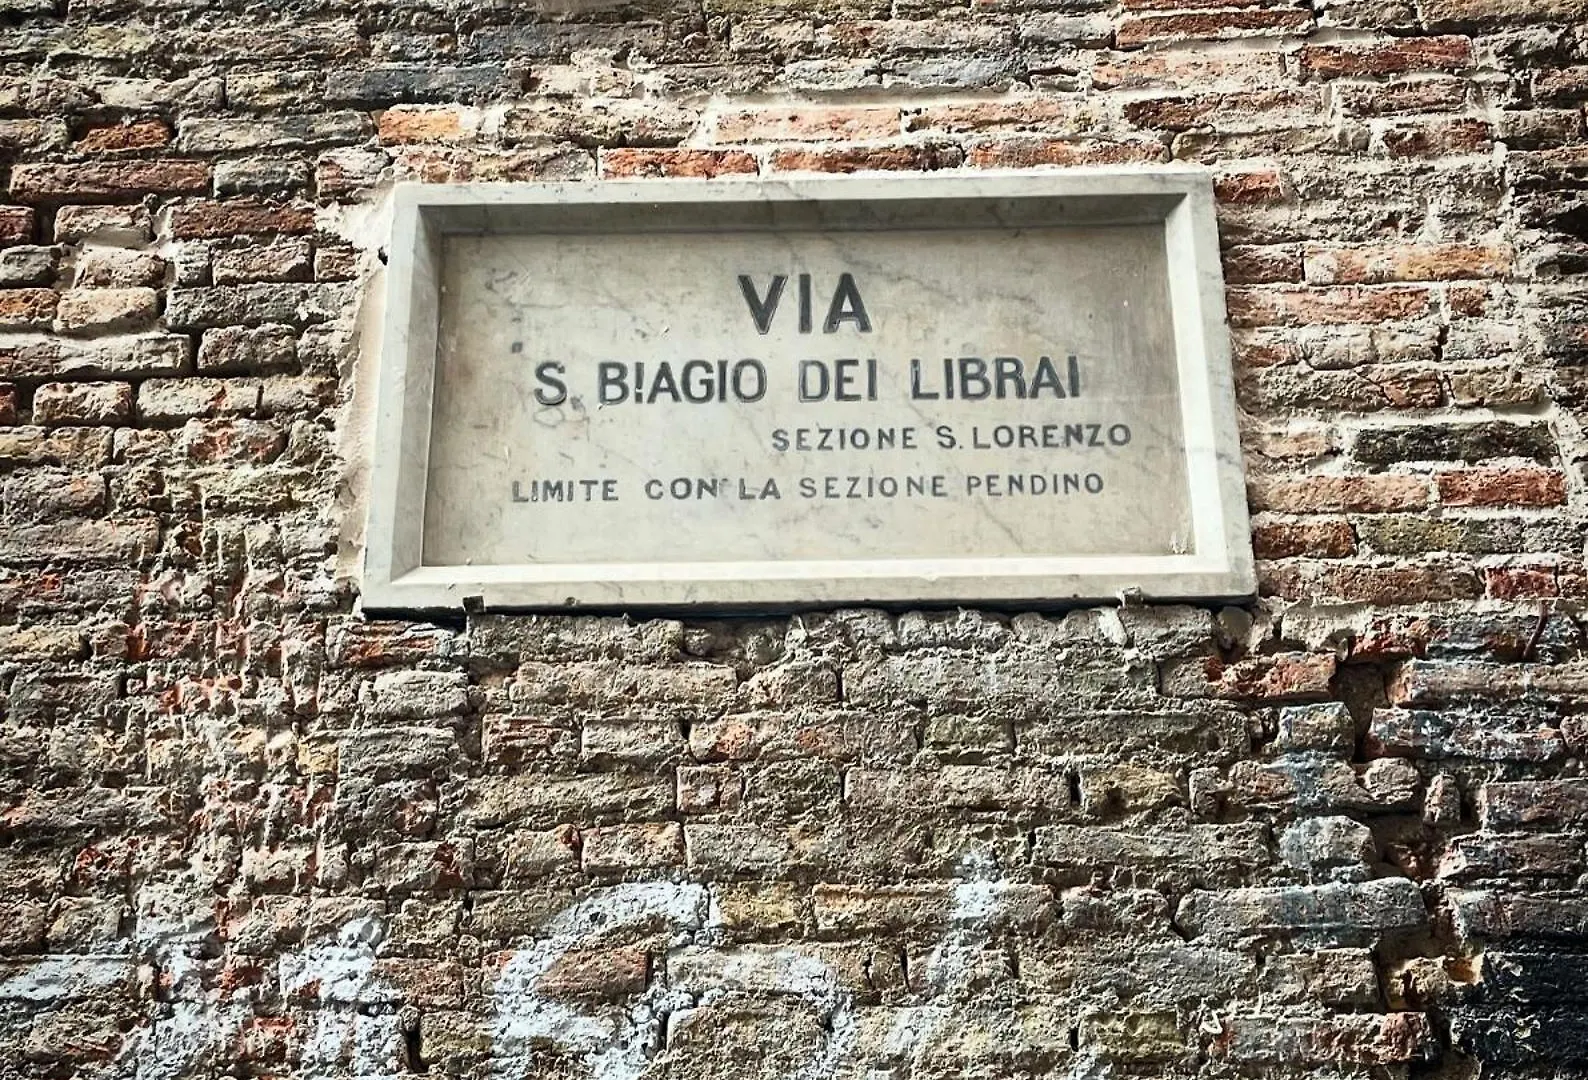 VIA
S. BIAGIO DEI LIBRAI
SEZIONE S. LORENZO
LIMITE CON LA SEZIONE PENDINO